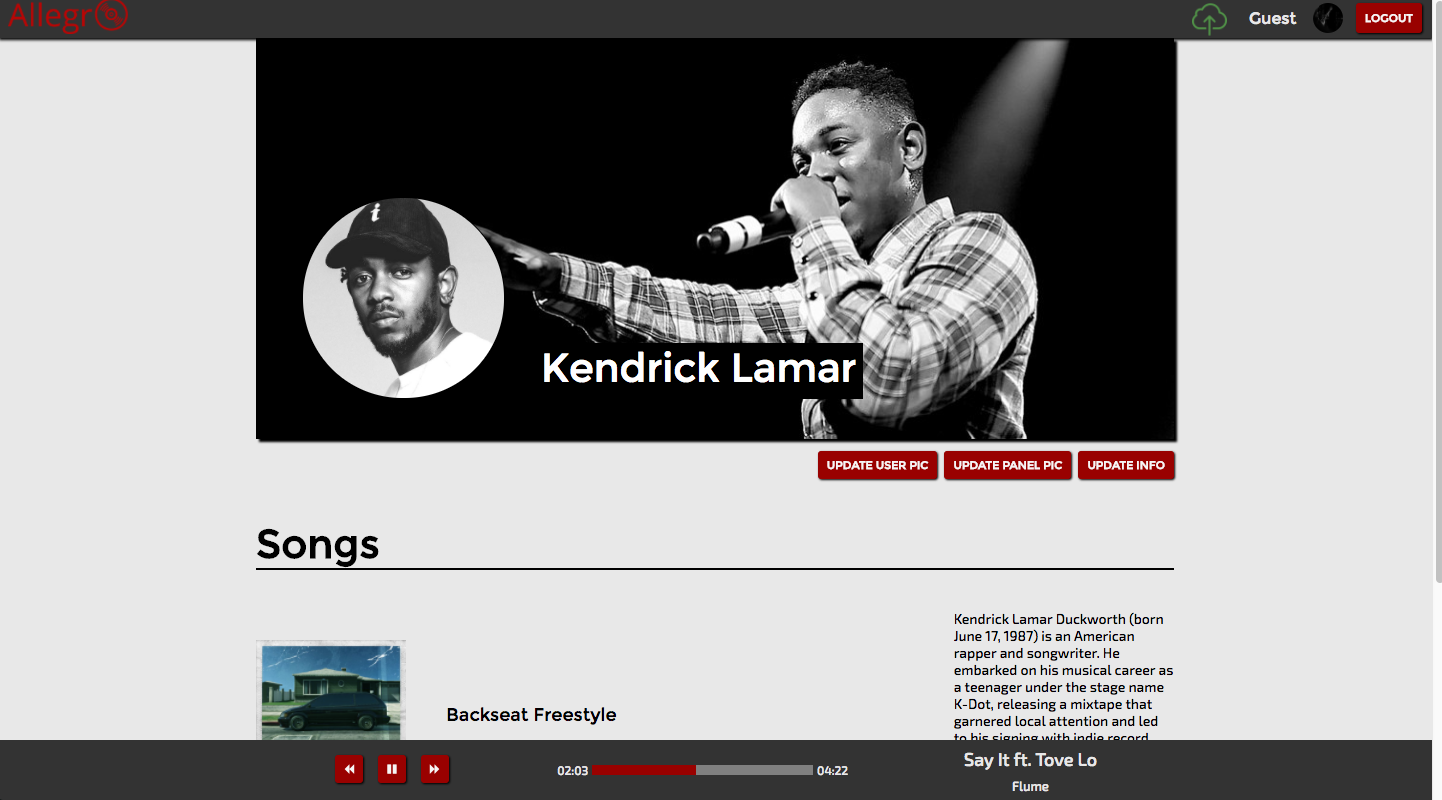 Allegro
Guest
LOGOUT
i
Kendrick Lamar
UPDATE USER PIC
UPDATE PANEL PIC
UPDATE INFO
Songs
Kendrick Lamar Duckworth (born
June 17, 1987) is an American
rapper and songwriter. He
embarked on his musical career as
a teenager under the stage name
K-Dot, releasing a mixtape that
garnered local attention and led
to his signing with indie record
Backseat Freestyle
02:03
04:22
Say It ft. Tove Lo
Flume